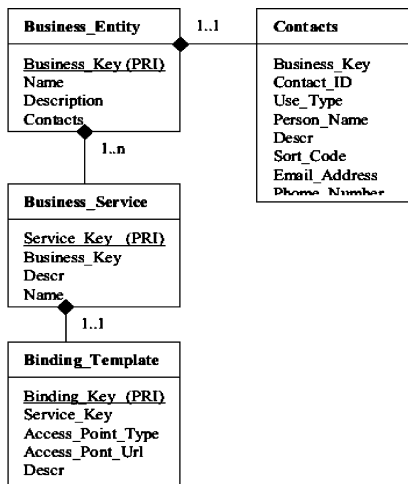 Business_Entity
Business_Key (PRI)
Name
Description
Contacts
1..1
Contacts
Business_Key
Contact_ID
Use_Type
Person_Name
Descr
Sort_Code
Email_Address
Phome_Number
1..n
Business_Service
Service_Key (PRI)
Business_Key
Descr
Name
1..1
Binding_Template
Binding_Key (PRI)
Service_Key
Access_Point_Type
Access_Pont_Url
Descr